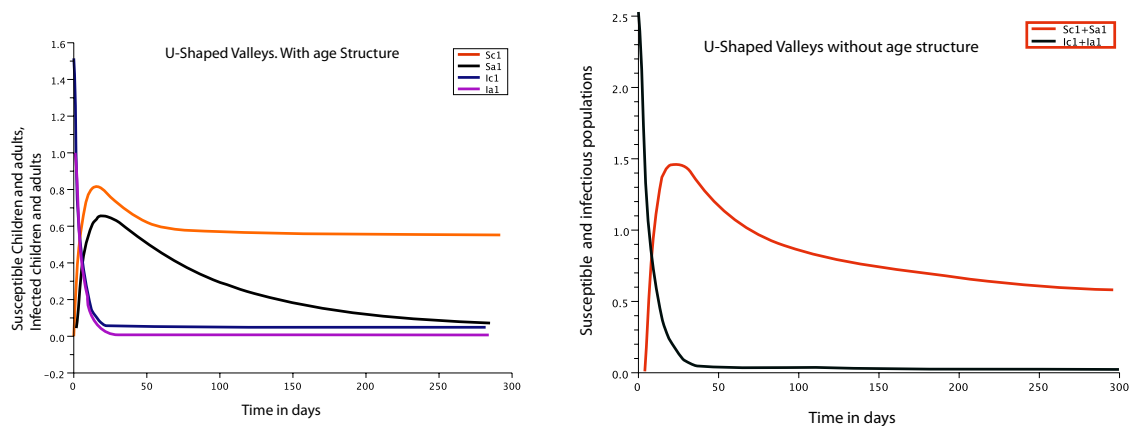 U-Shaped Valleys. With age Structure
Sc1
Sa1
Ic1
Ia1
Susceptible Children and adults,
Infected children and adults
1.6
1.4
1.2
1.0
0.8
0.6
0.4
0.2
0.0
−0.2
0
50
100
150
200
250
300
Time in days
U-Shaped Valleys without age structure
Sc1+Sa1
Ic1+Ia1
Susceptible and infectious populations
2.5
2.0
1.5
1.0
0.5
0.0
0
50
100
150
200
250
300
Time in days